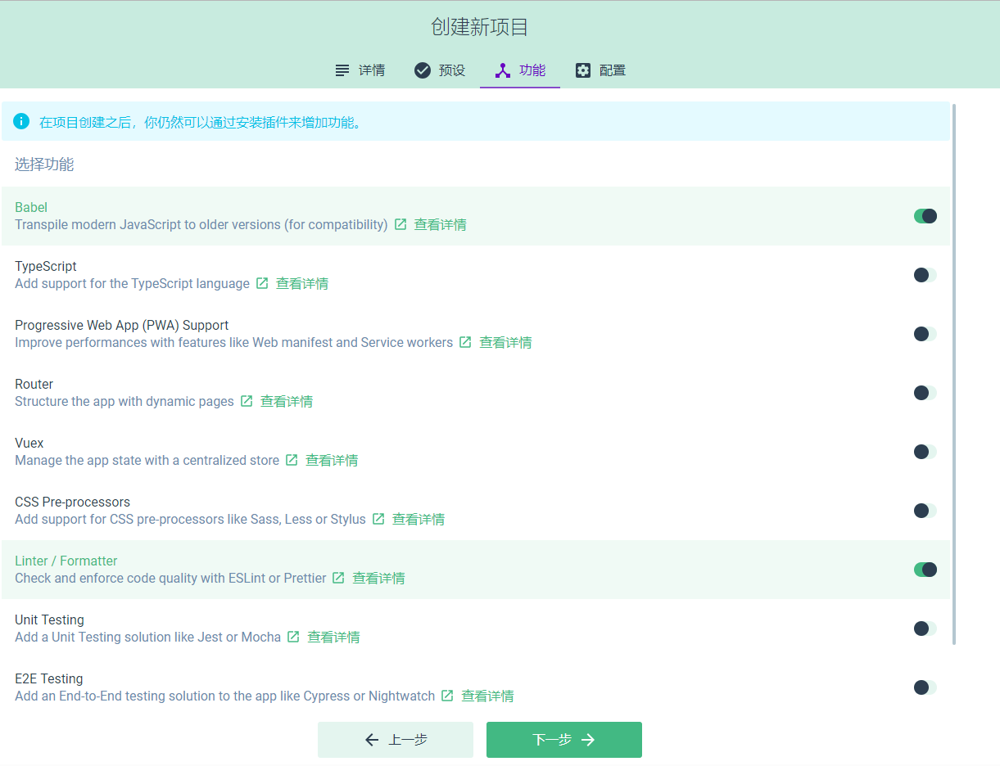 创建新项目
详情 预设 功能 配置
在项目创建之后，你仍然可以通过安装插件来增加功能。
选择功能
Babel
Transpile modern JavaScript to older versions (for compatibility) 查看详情
TypeScript
Add support for the TypeScript language 查看详情
Progressive Web App (PWA) Support
Improve performances with features like Web manifest and Service workers 查看详情
Router
Structure the app with dynamic pages 查看详情
Vuex
Manage the app state with a centralized store 查看详情
CSS Pre-processors
Add support for CSS pre-processors like Sass, Less or Stylus 查看详情
Linter / Formatter
Check and enforce code quality with ESLint or Prettier 查看详情
Unit Testing
Add a Unit Testing solution like Jest or Mocha 查看详情
E2E Testing
Add an End-to-End testing solution to the app like Cypress or Nightwatch 查看详情
上一步 下一步